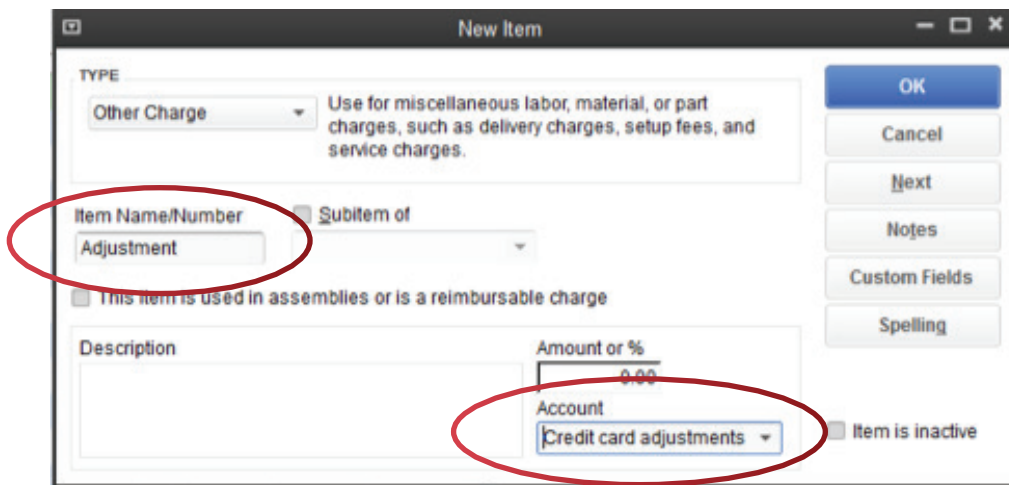 New Item
TYPE
Other Charge
Use for miscellaneous labor, material, or part
charges, such as delivery charges, setup fees, and
service charges.
OK
Cancel
Next
Notes
Custom Fields
Spelling
Item Name/Number
Subitem of
Adjustment
This item is used in assemblies or is a reimbursable charge
Description
Amount or %
0.00
Account
Credit card adjustments
Item is inactive